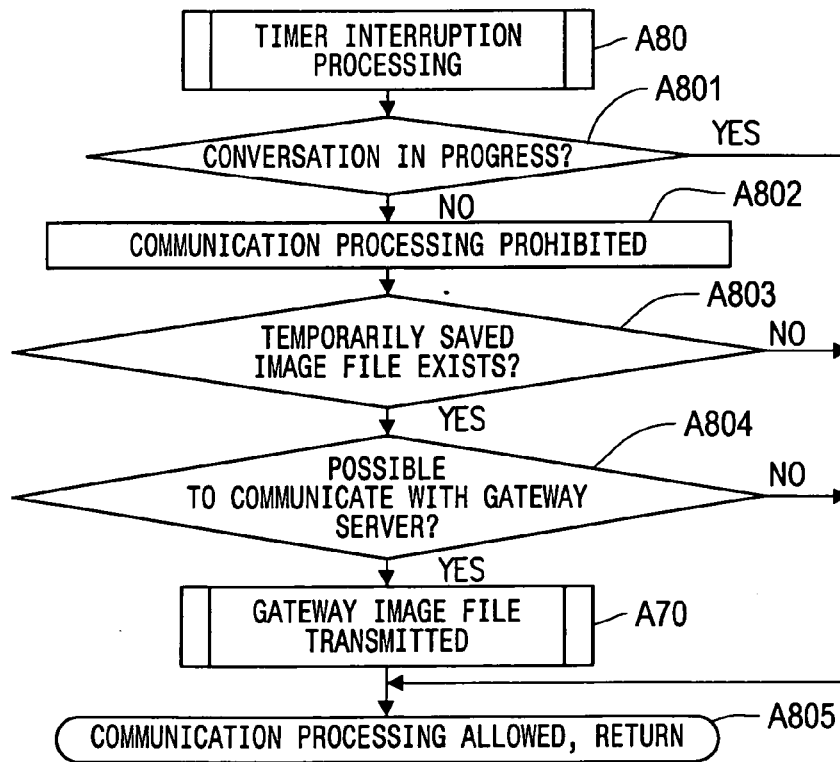 TIMER INTERRUPTION
PROCESSING
A80
A801
CONVERSATION IN PROGRESS?
YES
NO
A802
COMMUNICATION PROCESSING PROHIBITED
A803
TEMPORARILY SAVED
IMAGE FILE EXISTS?
NO
YES
A804
POSSIBLE
TO COMMUNICATE WITH GATEWAY
SERVER?
NO
YES
GATEWAY IMAGE FILE
TRANSMITTED
A70
A805
COMMUNICATION PROCESSING ALLOWED, RETURN